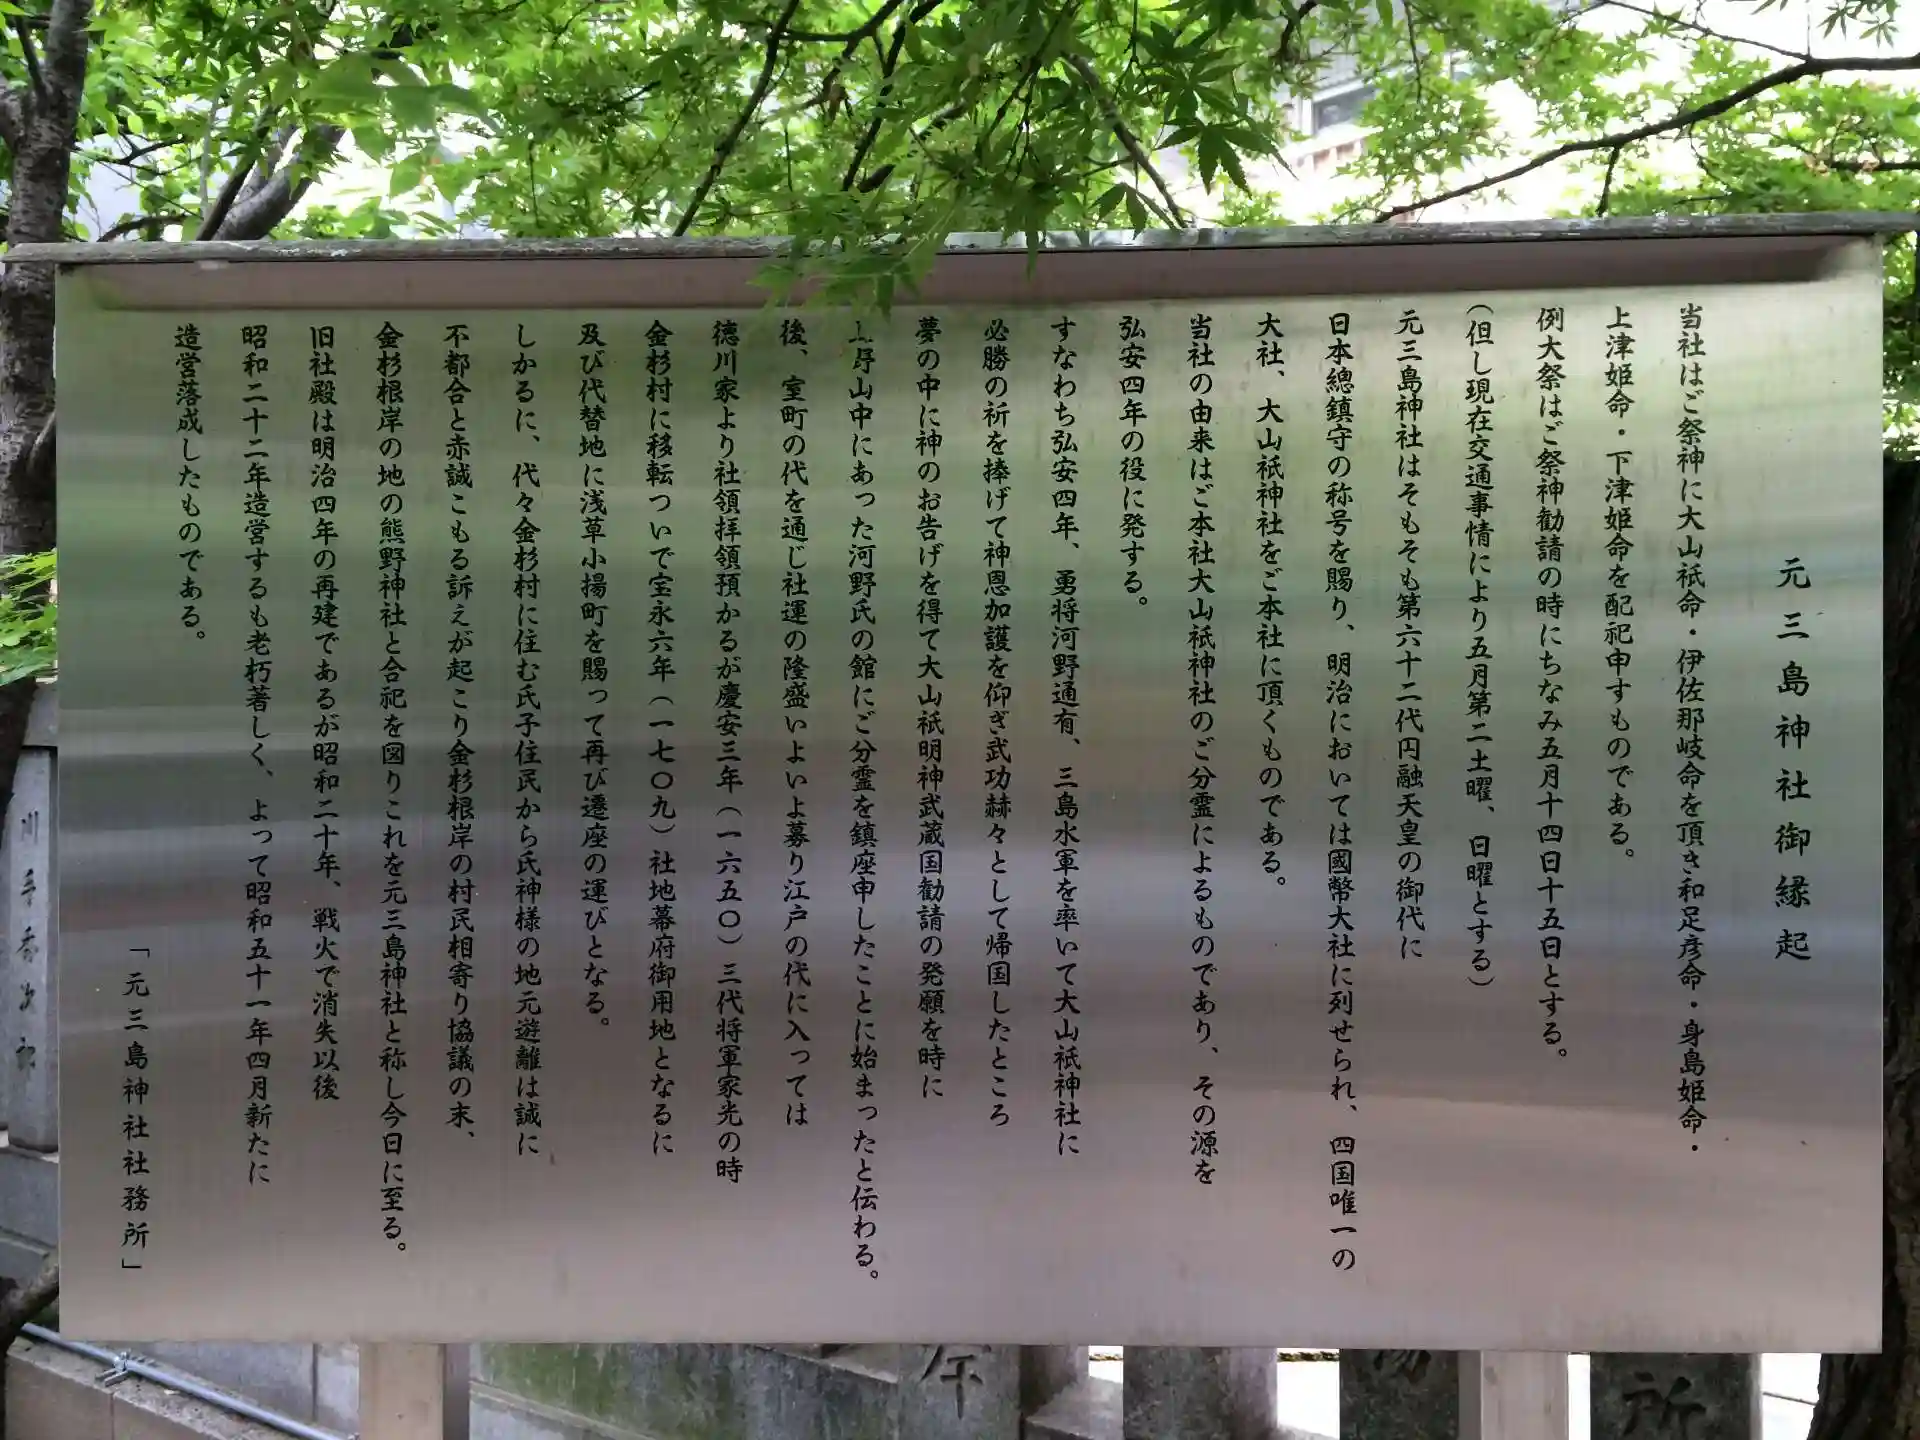 元三島神社御縁起
当社はご祭神に大山祇命・伊佐那岐命を頂き和足彦命・身島姫命・
上津姫命・下津姫命を配祀申すものである。
例大祭はご祭神勧請の時にちなみ五月十四日十五日とする。
(但し現在交通事情により五月第二土曜、日曜とする)
元三島神社はそもそも第六十二代円融天皇の御代に
日本總鎮守の称号を賜り、明治においては國幣大社に列せられ、四国唯一の
大社、大山祇神社をご本社に頂くものである。
当社の由来はご本社大山祇神社のご分霊によるものであり、その源を
弘安四年の役に発する。
すなわち弘安四年、勇将河野通有、三島水軍を率いて大山祇神社に
必勝の祈を捧げて神恩加護を仰ぎ武功赫々として帰国したところ
夢の中に神のお告げを得て大山祇明神武蔵国勧請の発願を時に
上野山中にあった河野氏の館にご分霊を鎮座申したことに始まったと伝わる。
後、室町の代を通じ社運の隆盛いよいよ募り江戸の代に入っては
徳川家より社領拝領預かるが慶安三年(一六五〇)三代将軍家光の時
金杉村に移転ついで宝永六年(一七〇九)社地幕府御用地となるに
及び代替地に浅草小揚町を賜って再び遷座の運びとなる。
しかるに、代々金杉村に住む氏子住民から氏神様の地元遊離は誠に
不都合と赤誠こもる訴えが起こり金杉根岸の村民相寄り協議の末、
金杉根岸の地の熊野神社と合祀を図りこれを元三島神社と称し今日に至る。
旧社殿は明治四年の再建であるが昭和二十年、戦火で消失以後
昭和二十二年造営するも老朽著しく、よって昭和五十一年四月新たに
造営落成したものである。
「元三島神社社務所」
所